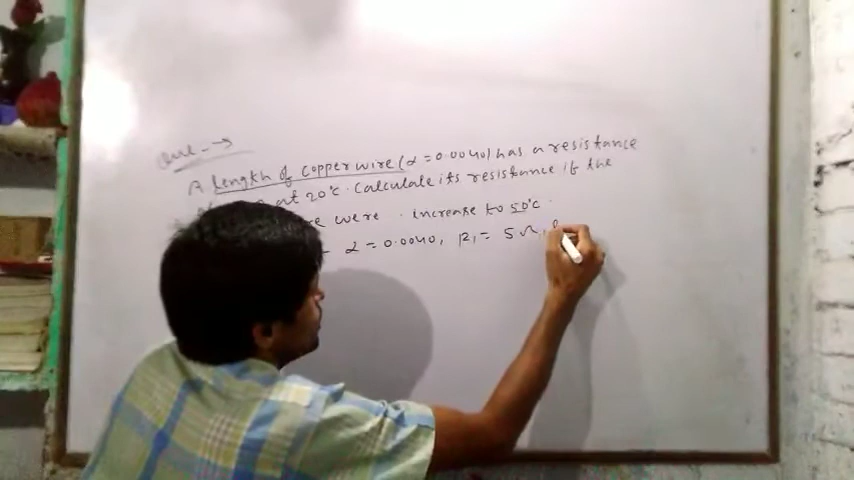 Que. →
A length of copper wire (α = 0.0040) has a resistance
at 20°C. Calculate its resistance if the
were . increase to 50°C.
α = 0.0040, R₁ = 5Ω,